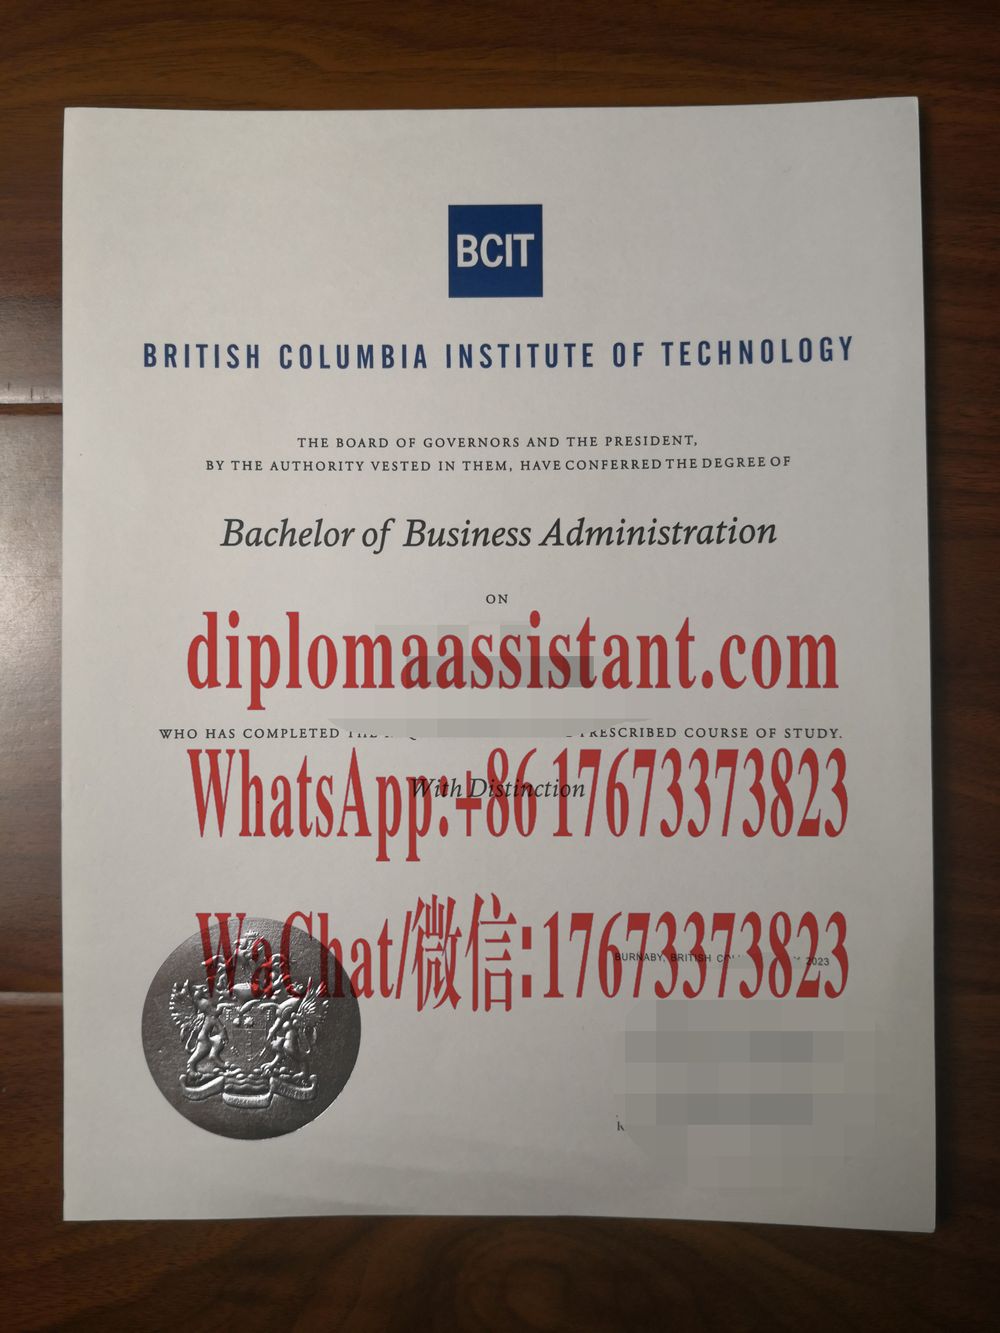 BCIT
BRITISH COLUMBIA INSTITUTE OF TECHNOLOGY
THE BOARD OF GOVERNORS AND THE PRESIDENT,
BY THE AUTHORITY VESTED IN THEM, HAVE CONFERRED THE DEGREE OF
Bachelor of Business Administration
ON
diplomaassistant.com
WHO HAS COMPLETED PRESCRIBED COURSE OF STUDY.
With Distinction
WhatsApp:+86 17673373823
WaChat/微信:17673373823
BURNABY, BRITISH 2023